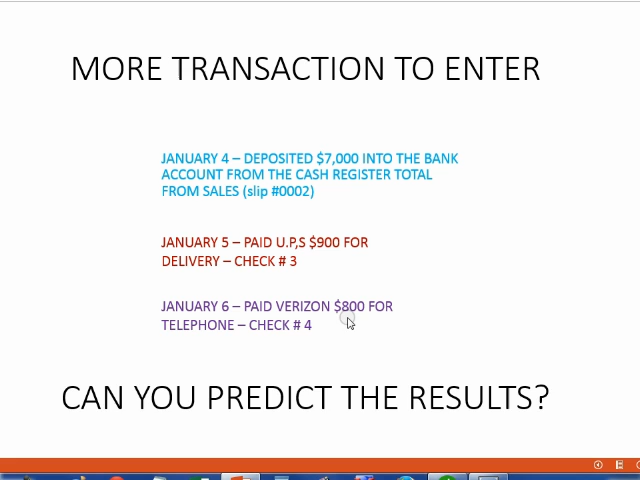 MORE TRANSACTION TO ENTER
JANUARY 4 – DEPOSITED $7,000 INTO THE BANK
ACCOUNT FROM THE CASH REGISTER TOTAL
FROM SALES (slip #0002)
JANUARY 5 – PAID U.P,S $900 FOR
DELIVERY – CHECK # 3
JANUARY 6 – PAID VERIZON $800 FOR
TELEPHONE – CHECK # 4
CAN YOU PREDICT THE RESULTS?